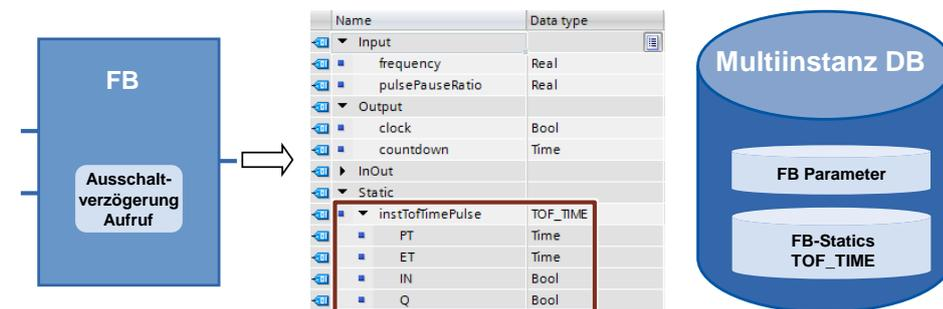 FB
Ausschalt-
verzögerung
Aufruf
Name Data type
Input
frequency Real
pulsePauseRatio Real
Output
clock Bool
countdown Time
InOut
Static
instTofTimePulse TOF_TIME
PT Time
ET Time
IN Bool
Q Bool
Multiinstanz DB
FB Parameter
FB-Statics
TOF_TIME